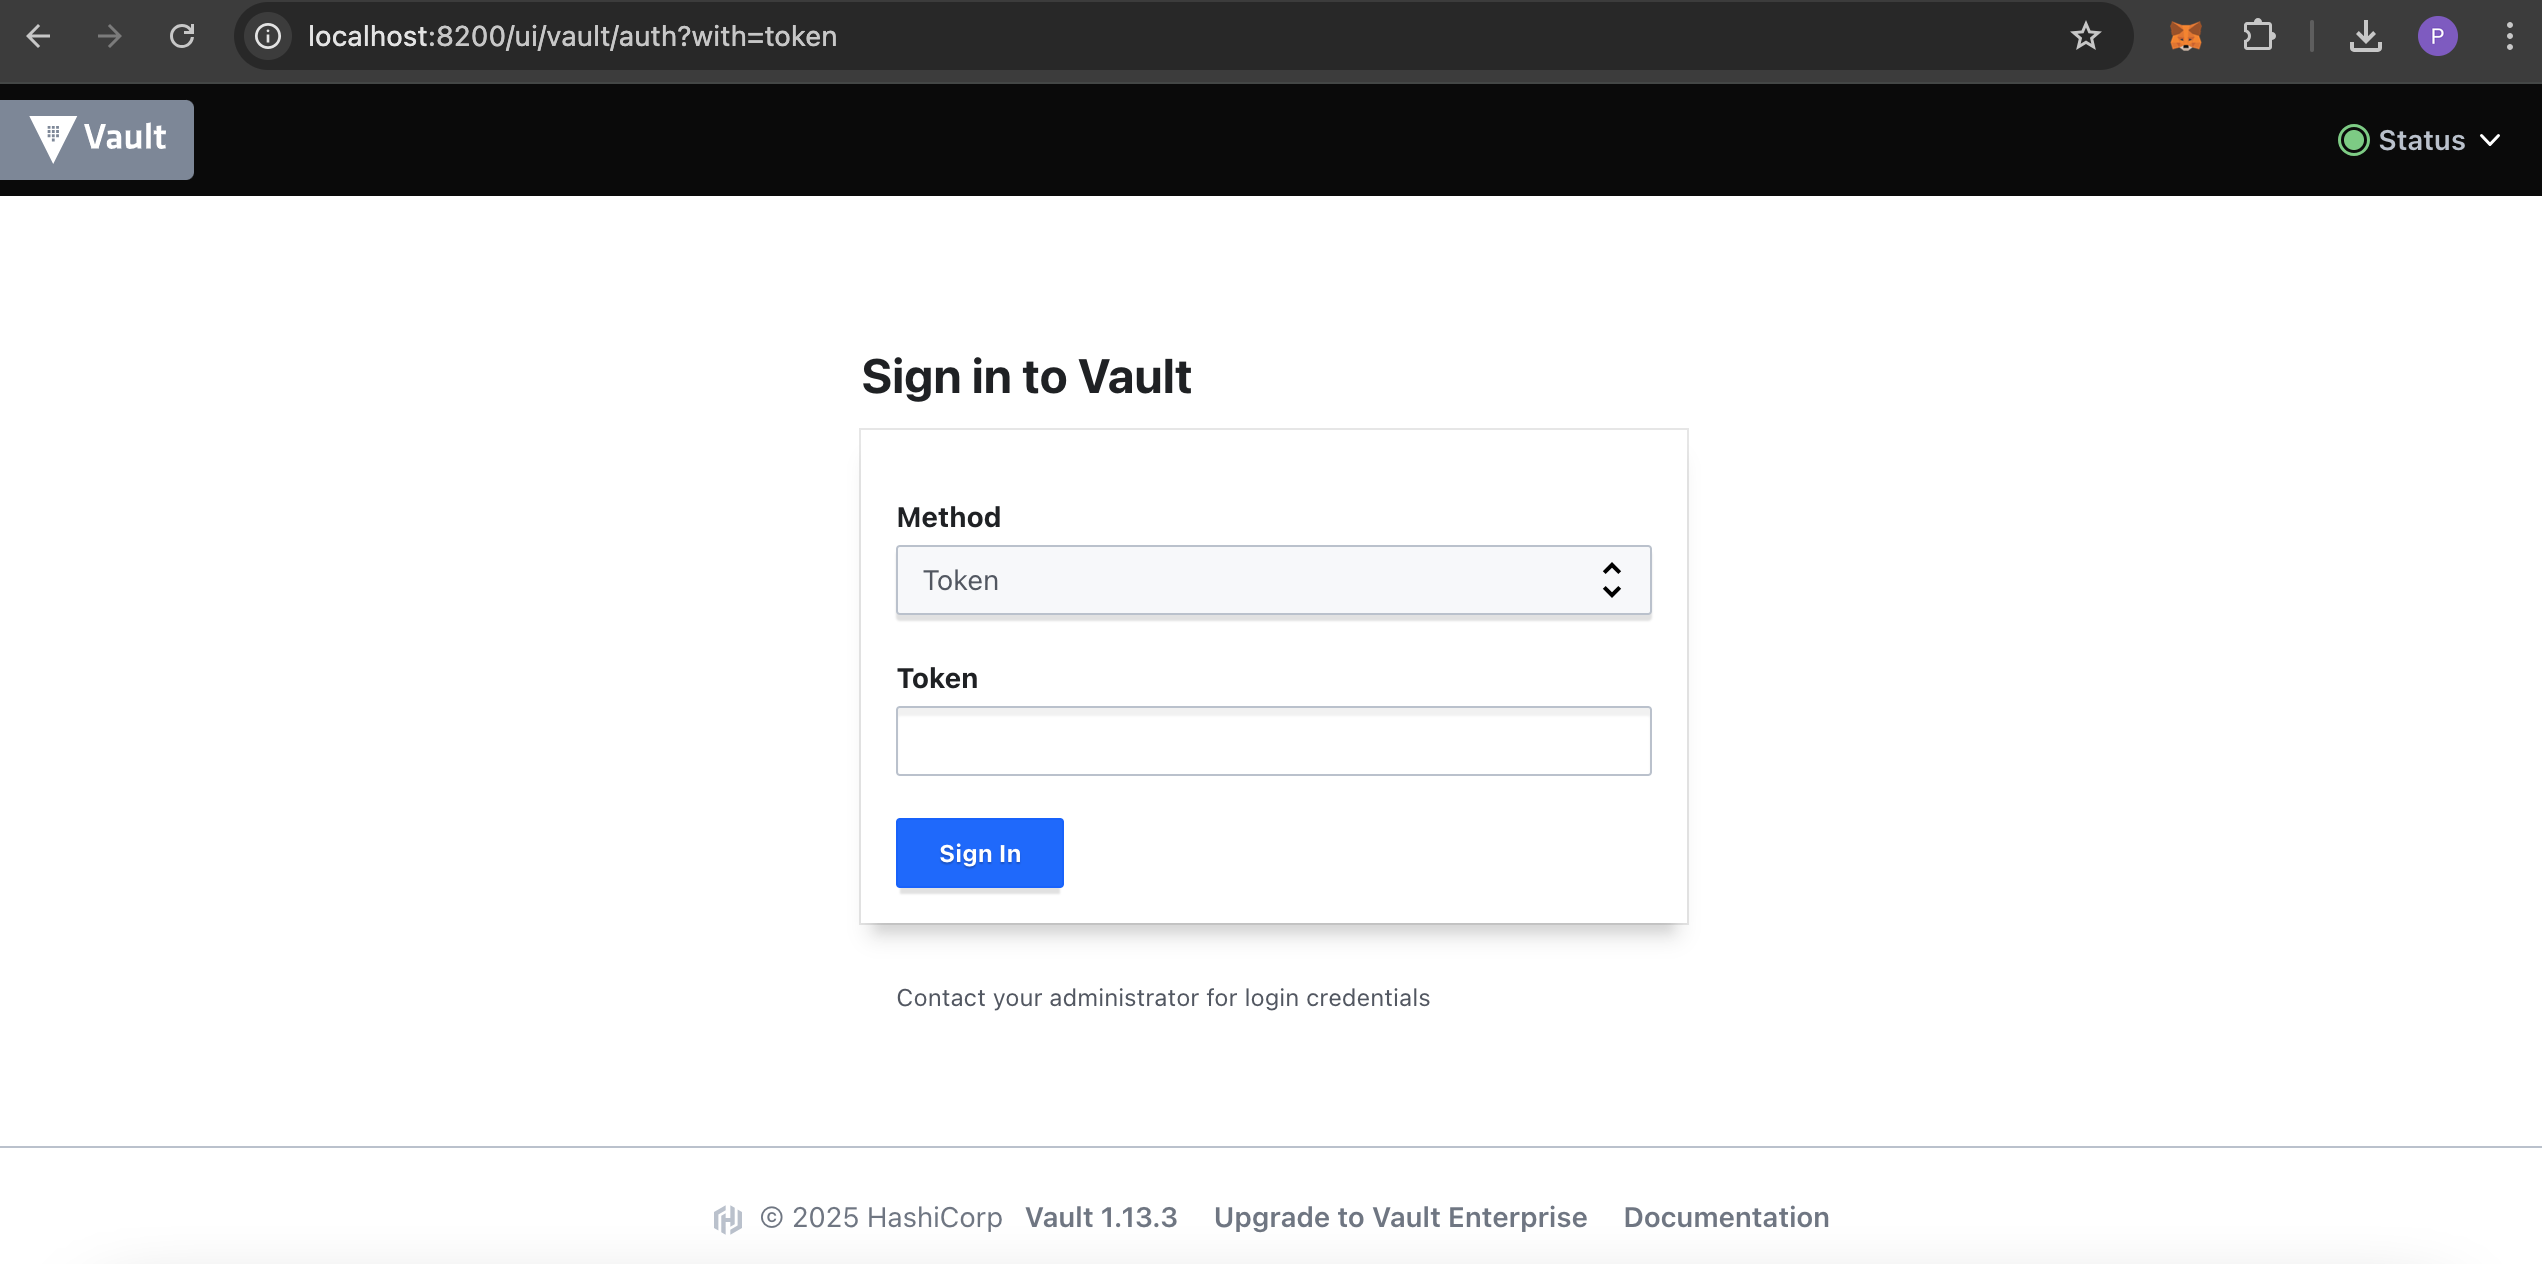 localhost:8200/ui/vault/auth?with=token
P
Vault
Status
Sign in to Vault
Method
Token
Token
Sign In
Contact your administrator for login credentials
© 2025 HashiCorp Vault 1.13.3 Upgrade to Vault Enterprise Documentation